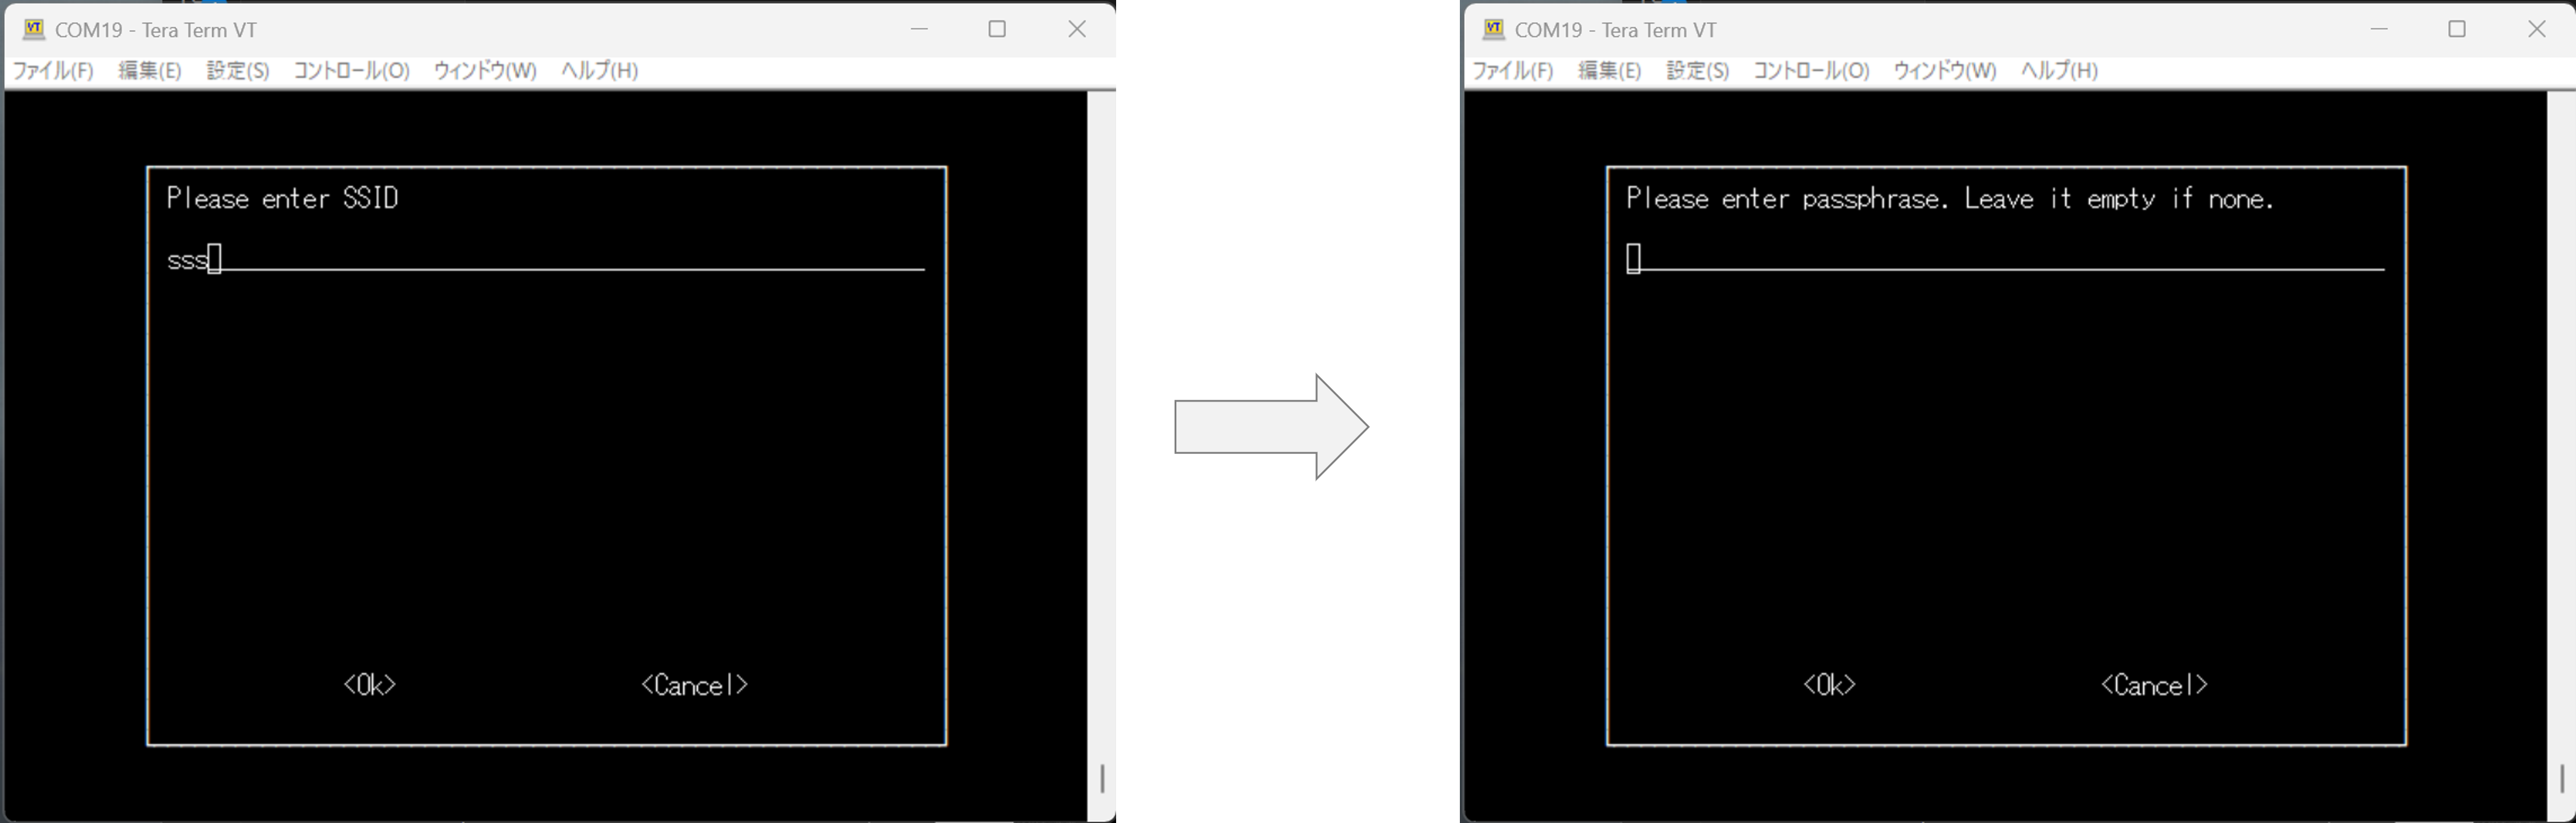 COM19 - Tera Term VT
ファイル(F) 編集(E) 設定(S) コントロール(O) ウィンドウ(W) ヘルプ(H)
Please enter SSID
sss
<Ok> <Cancel>
COM19 - Tera Term VT
ファイル(F) 編集(E) 設定(S) コントロール(O) ウィンドウ(W) ヘルプ(H)
Please enter passphrase. Leave it empty if none.
<Ok> <Cancel>